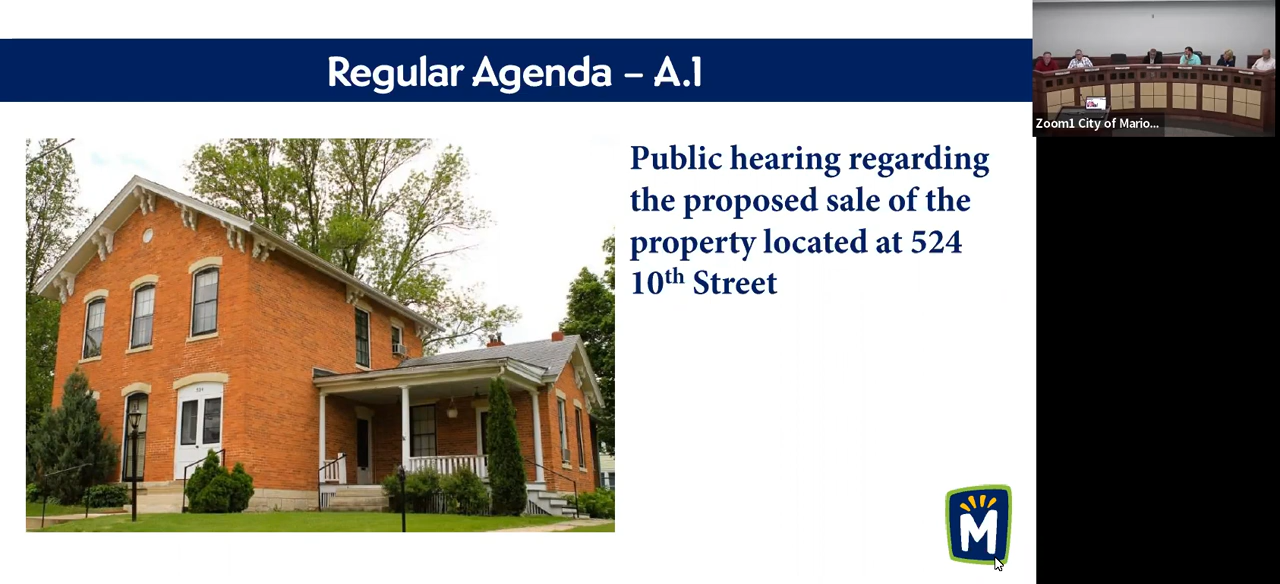 Regular Agenda – A.1
Public hearing regarding
the proposed sale of the
property located at 524
10th Street
M
Zoom1 City of Mario...